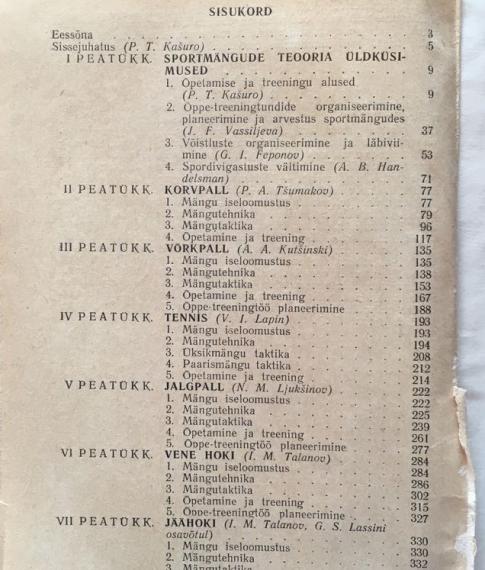 SISUKORD
Eessõna . . . . . . . . . . . 3
Sissejuhatus (P. T. Kašuro) . . . . . . . . 5
I PEATÜKK. SPORTMÄNGUDE TEOORIA ÜLDKÜSI-
MUSED . . . . . . . . . 9
1. Õpetamise ja treeningu alused
(P. T. Kašuro) . . . . . . . 9
2. Õppe-treeningtundide organiseerimine,
planeerimine ja arvestus sportmängudes
(J. F. Vassiljeva) . . . . . . 37
3. Võistluste organiseerimine ja läbivii-
mine (G. I. Feponov) . . . . . 53
4. Spordivigastuste vältimine (A. B. Han-
delsman) . . . . . . . . 71
II PEATÜKK. KORVPALL (P. A. Tšumakov) . . . . 77
1. Mängu iseloomustus . . . . . 77
2. Mängutehnika . . . . . . 79
3. Mängutaktika . . . . . . 96
4. Õpetamine ja treening . . . . 117
III PEATÜKK. VÕRKPALL (A. A. Kutšinski) . . . . 135
1. Mängu iseloomustus . . . . . 135
2. Mängutehnika . . . . . . 138
3. Mängutaktika . . . . . . 153
4. Õpetamine ja treening . . . . 167
5. Õppe-treeningtöö planeerimine . . 188
IV PEATÜKK. TENNIS (V. I. Lapin) . . . . . . 193
1. Mängu iseloomustus . . . . . 193
2. Mängutehnika . . . . . . 194
3. Üksikmängu taktika . . . . . 208
4. Paarismängu taktika . . . . . 212
5. Õpetamine ja treening . . . . 214
V PEATÜKK. JALGPALL (N. M. Ljukšinov) . . . . 222
1. Mängu iseloomustus . . . . . 222
2. Mängutehnika . . . . . . 225
3. Mängutaktika . . . . . . 239
4. Õpetamine ja treening . . . . 261
5. Õppe-treeningtöö planeerimine . . 277
VI PEATÜKK. VENE HOKI (I. M. Talanov) . . . . 284
1. Mängu iseloomustus . . . . . 284
2. Mängutehnika . . . . . . 286
3. Mängutaktika . . . . . . 302
4. Õpetamine ja treening . . . . 315
5. Õppe-treeningtöö planeerimine . . 327
VII PEATÜKK. JÄÄHOKI (I. M. Talanov, G. S. Lassini
osavõtul) . . . . . . . . 330
1. Mängu iseloomustus . . . . . 330
2. Mängutehnika . . . . . . 332
3. Mängutaktika . . . . . .